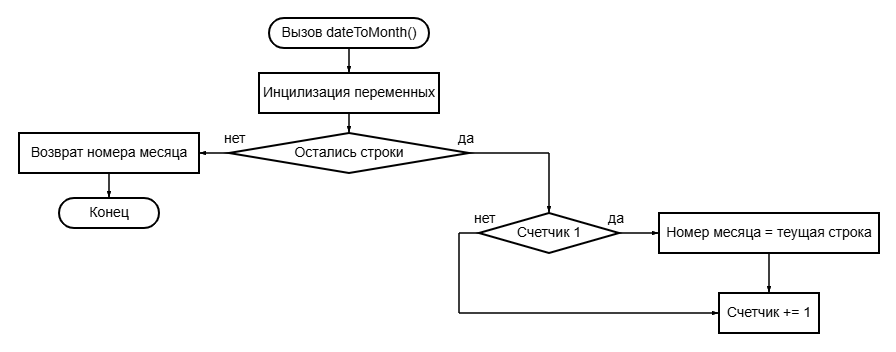 Вызов dateToMonth()
Инцилизация переменных
нет
да
Возврат номера месяца
Остались строки
Конец
нет
да
Счетчик 1
Номер месяца = теущая строка
Счетчик += 1